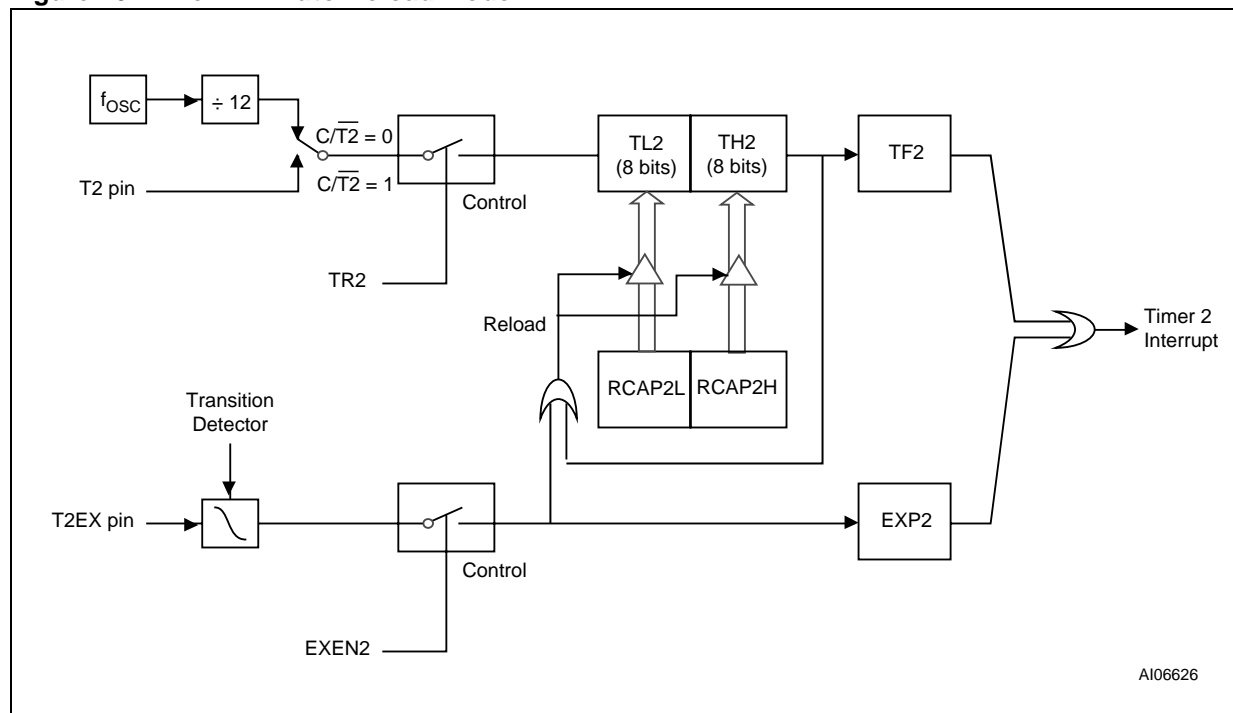 f_OSC
÷ 12
C/T2̅ = 0
C/T2̅ = 1
T2 pin
Control
TR2
TL2
(8 bits)
TH2
(8 bits)
TF2
Reload
RCAP2L
RCAP2H
Timer 2
Interrupt
Transition
Detector
T2EX pin
Control
EXEN2
EXP2
AI06626